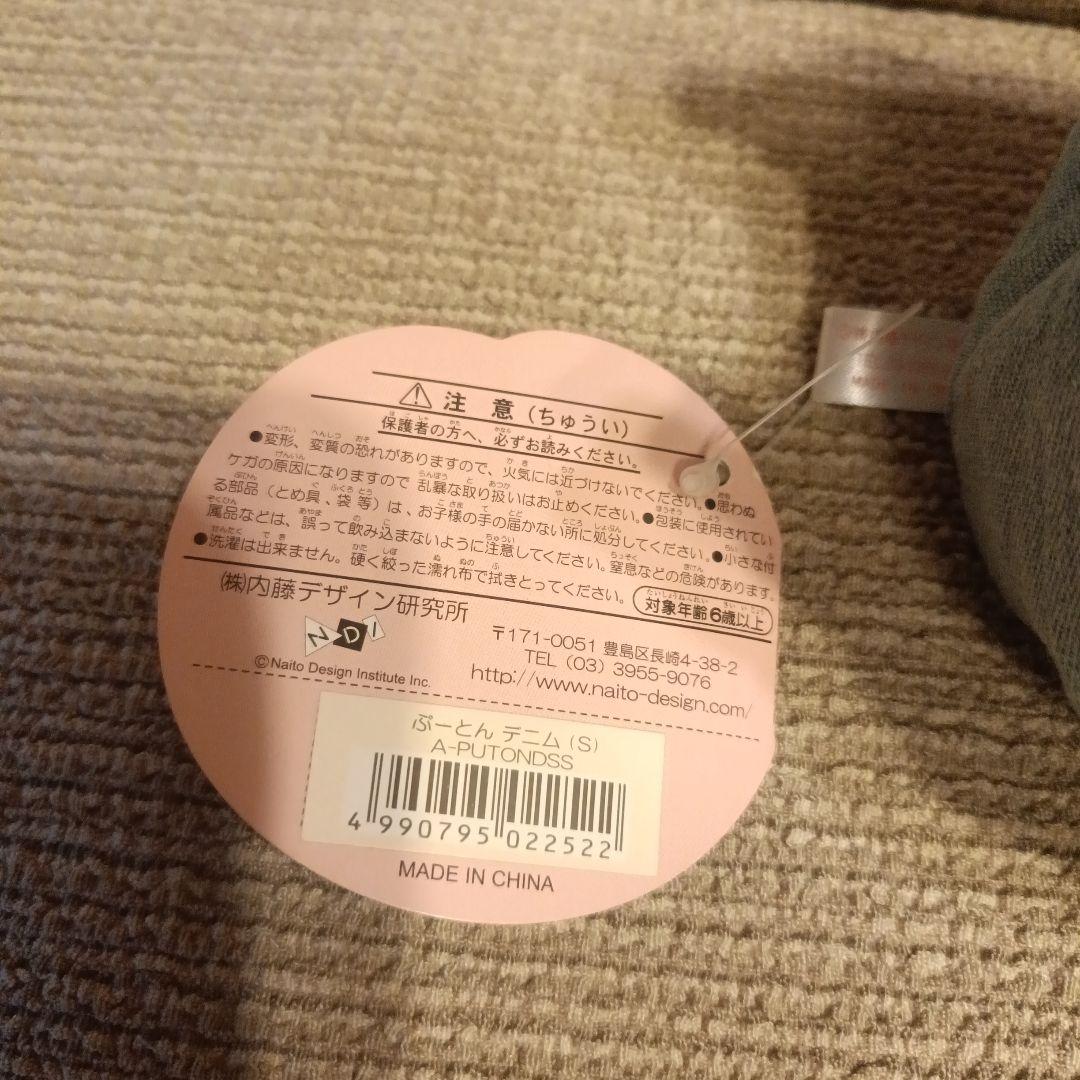 注意(ちゅうい)
保護者の方へ、必ずお読みください。
●変形、変質の恐れがありますので、火気には近づけないでください。●思わぬ
ケガの原因になりますので 乱暴な取り扱いはお止めください。●包装に使用されてい
る部品(とめ具、袋 等)は、お子様の手の届かない所に処分してください。●小さな付
属品などは、誤って飲み込まないように注意してください。窒息などの危険があります。
●洗濯は出来ません。硬く絞った濡れ布で拭きとってください。
対象年齢6歳以上
(株)内藤デザイン研究所
NDI
©Naito Design Institute Inc.
〒171-0051 豊島区長崎4-38-2
TEL (03) 3955-9076
http://www.naito-design.com/
ぷーとん デニム (S)
A-PUTONDSS
4 990795 022522
MADE IN CHINA